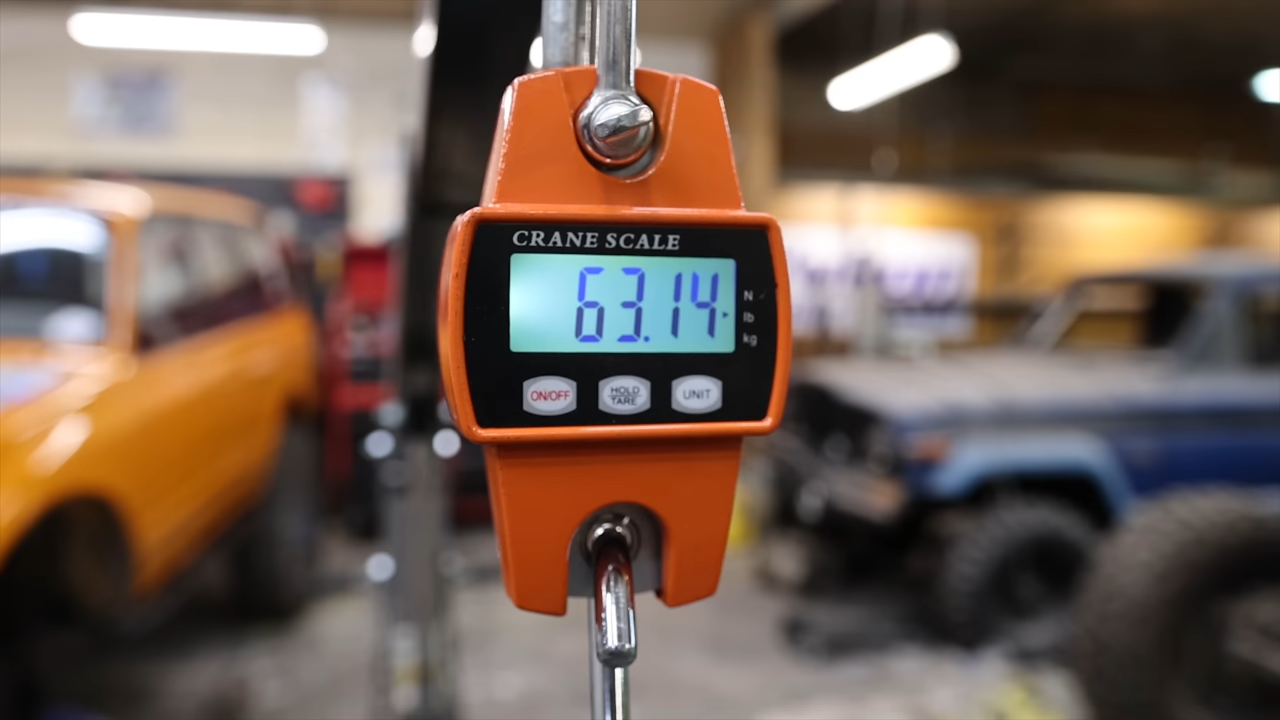 CRANE SCALE
63.14
N
lb
kg
ON/OFF
HOLD
TARE
UNIT